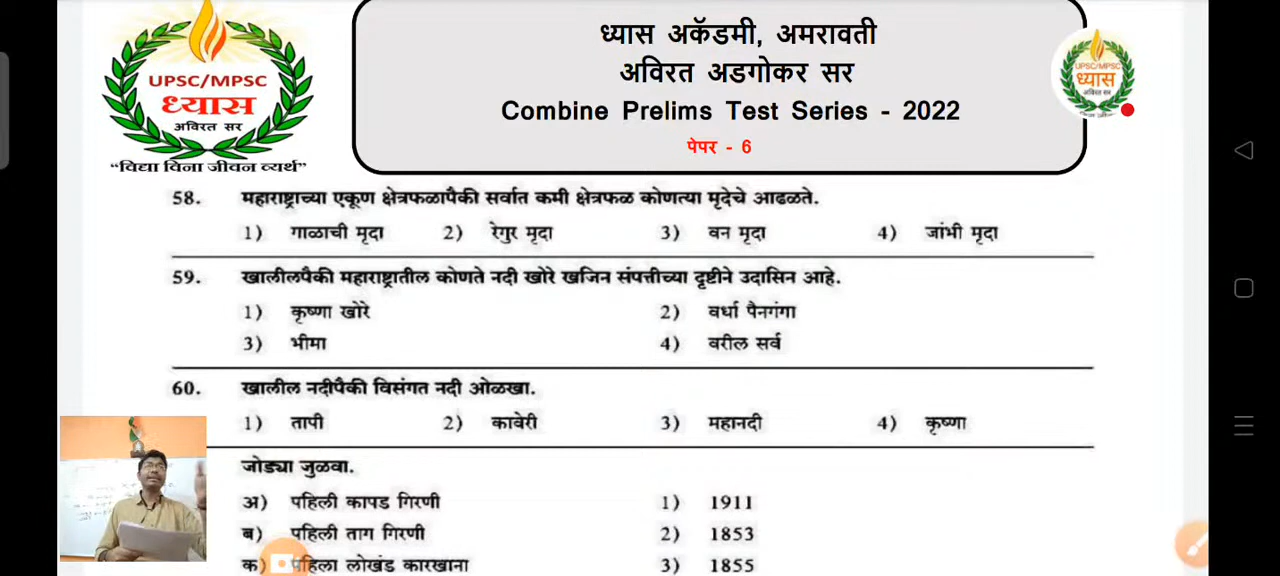 UPSC/MPSC
ध्यास
अविरत सर
“विद्या विना जीवन व्यर्थ”
ध्यास अकॅडमी, अमरावती
अविरत अडगोकर सर
Combine Prelims Test Series - 2022
पेपर - 6
UPSC/MPSC
ध्यास
अविरत सर
58. महाराष्ट्राच्या एकूण क्षेत्रफळापैकी सर्वात कमी क्षेत्रफळ कोणत्या मृदेचे आढळते.
1) गाळाची मृदा 2) रेगुर मृदा 3) वन मृदा 4) जांभी मृदा
59. खालीलपैकी महाराष्ट्रातील कोणते नदी खोरे खजिन संपत्तीच्या दृष्टीने उदासिन आहे.
1) कृष्णा खोरे 2) वर्धा पैनगंगा
3) भीमा 4) वरील सर्व
60. खालील नदीपैकी विसंगत नदी ओळखा.
1) तापी 2) कावेरी 3) महानदी 4) कृष्णा
जोड्या जुळवा.
अ) पहिली कापड गिरणी 1) 1911
ब) पहिली ताग गिरणी 2) 1853
क) पहिला लोखंड कारखाना 3) 1855